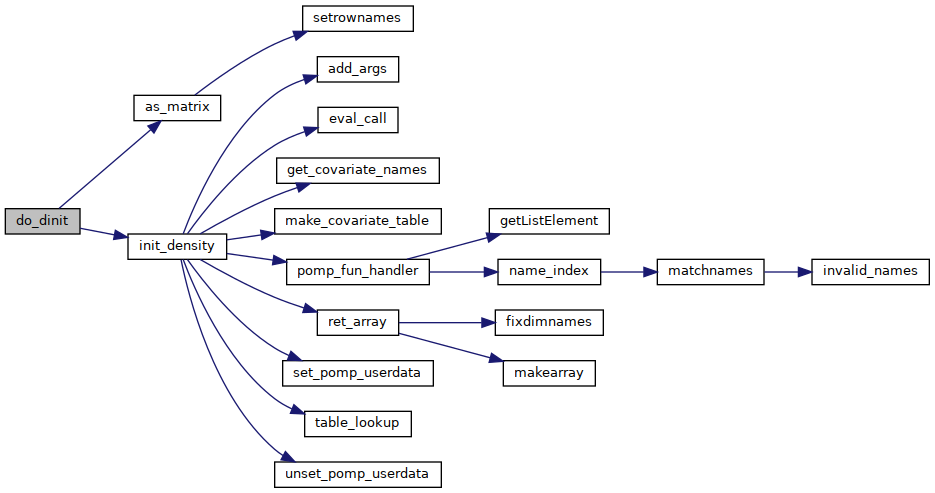 setrownames
add_args
as_matrix
eval_call
get_covariate_names
do_dinit
make_covariate_table
getListElement
init_density
pomp_fun_handler
name_index
matchnames
invalid_names
ret_array
fixdimnames
set_pomp_userdata
makearray
table_lookup
unset_pomp_userdata